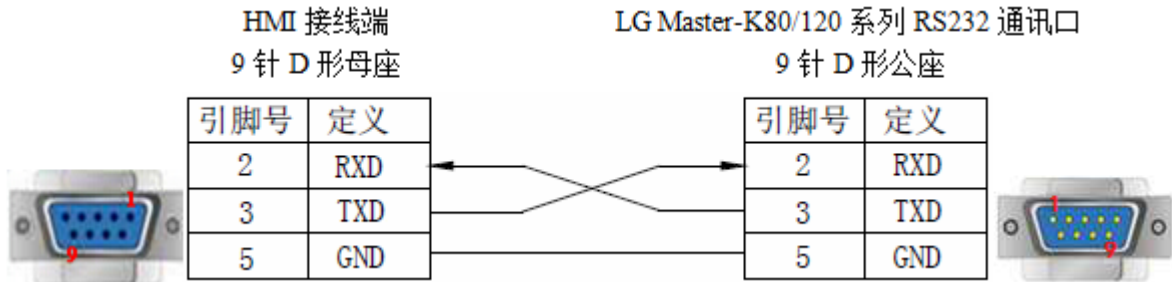 HMI 接线端
9 针 D 形母座
LG Master-K80/120 系列 RS232 通讯口
9 针 D 形公座
引脚号 定义
2 RXD
3 TXD
5 GND
引脚号 定义
2 RXD
3 TXD
5 GND
1
9
1
9